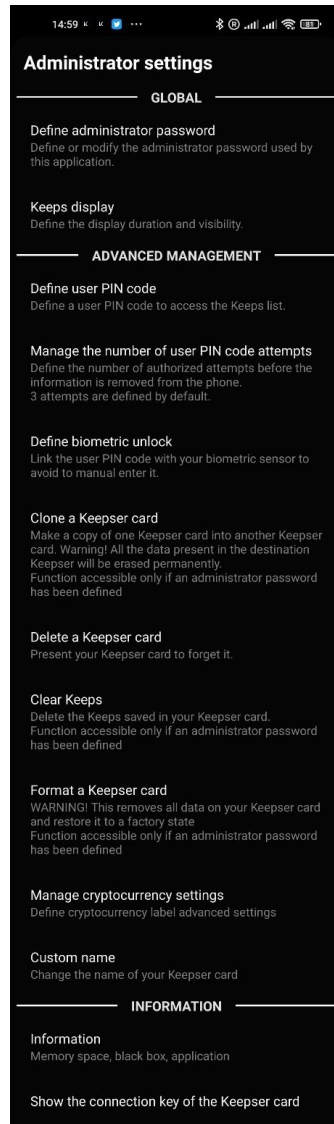 14:59 K K ...
81
Administrator settings
GLOBAL
Define administrator password
Define or modify the administrator password used by
this application.
Keeps display
Define the display duration and visibility.
ADVANCED MANAGEMENT
Define user PIN code
Define a user PIN code to access the Keeps list.
Manage the number of user PIN code attempts
Define the number of authorized attempts before the
information is removed from the phone.
3 attempts are defined by default.
Define biometric unlock
Link the user PIN code with your biometric sensor to
avoid to manual enter it.
Clone a Keepser card
Make a copy of one Keepser card into another Keepser
card. Warning! All the data present in the destination
Keepser will be erased permanently.
Function accessible only if an administrator password
has been defined
Delete a Keepser card
Present your Keepser card to forget it.
Clear Keeps
Delete the Keeps saved in your Keepser card.
Function accessible only if an administrator password
has been defined
Format a Keepser card
WARNING! This removes all data on your Keepser card
and restore it to a factory state
Function accessible only if an administrator password
has been defined
Manage cryptocurrency settings
Define cryptocurrency label advanced settings
Custom name
Change the name of your Keepser card
INFORMATION
Information
Memory space, black box, application
Show the connection key of the Keepser card